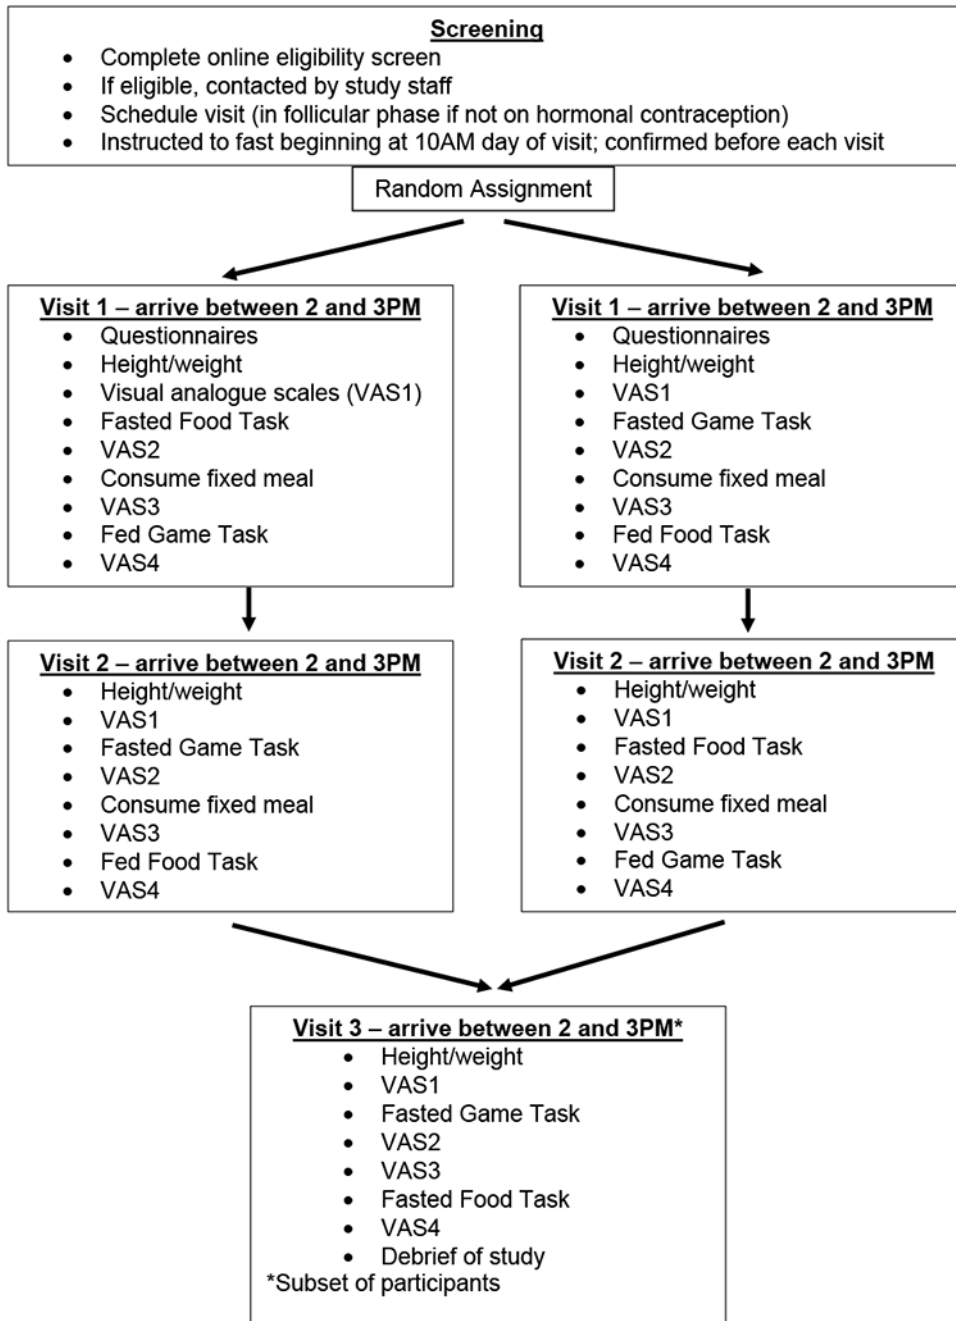 Screening
• Complete online eligibility screen
• If eligible, contacted by study staff
• Schedule visit (in follicular phase if not on hormonal contraception)
• Instructed to fast beginning at 10AM day of visit; confirmed before each visit
Random Assignment
Visit 1 – arrive between 2 and 3PM
• Questionnaires
• Height/weight
• Visual analogue scales (VAS1)
• Fasted Food Task
• VAS2
• Consume fixed meal
• VAS3
• Fed Game Task
• VAS4
Visit 1 – arrive between 2 and 3PM
• Questionnaires
• Height/weight
• VAS1
• Fasted Game Task
• VAS2
• Consume fixed meal
• VAS3
• Fed Food Task
• VAS4
Visit 2 – arrive between 2 and 3PM
• Height/weight
• VAS1
• Fasted Game Task
• VAS2
• Consume fixed meal
• VAS3
• Fed Food Task
• VAS4
Visit 2 – arrive between 2 and 3PM
• Height/weight
• VAS1
• Fasted Food Task
• VAS2
• Consume fixed meal
• VAS3
• Fed Game Task
• VAS4
Visit 3 – arrive between 2 and 3PM*
• Height/weight
• VAS1
• Fasted Game Task
• VAS2
• VAS3
• Fasted Food Task
• VAS4
• Debrief of study
*Subset of participants